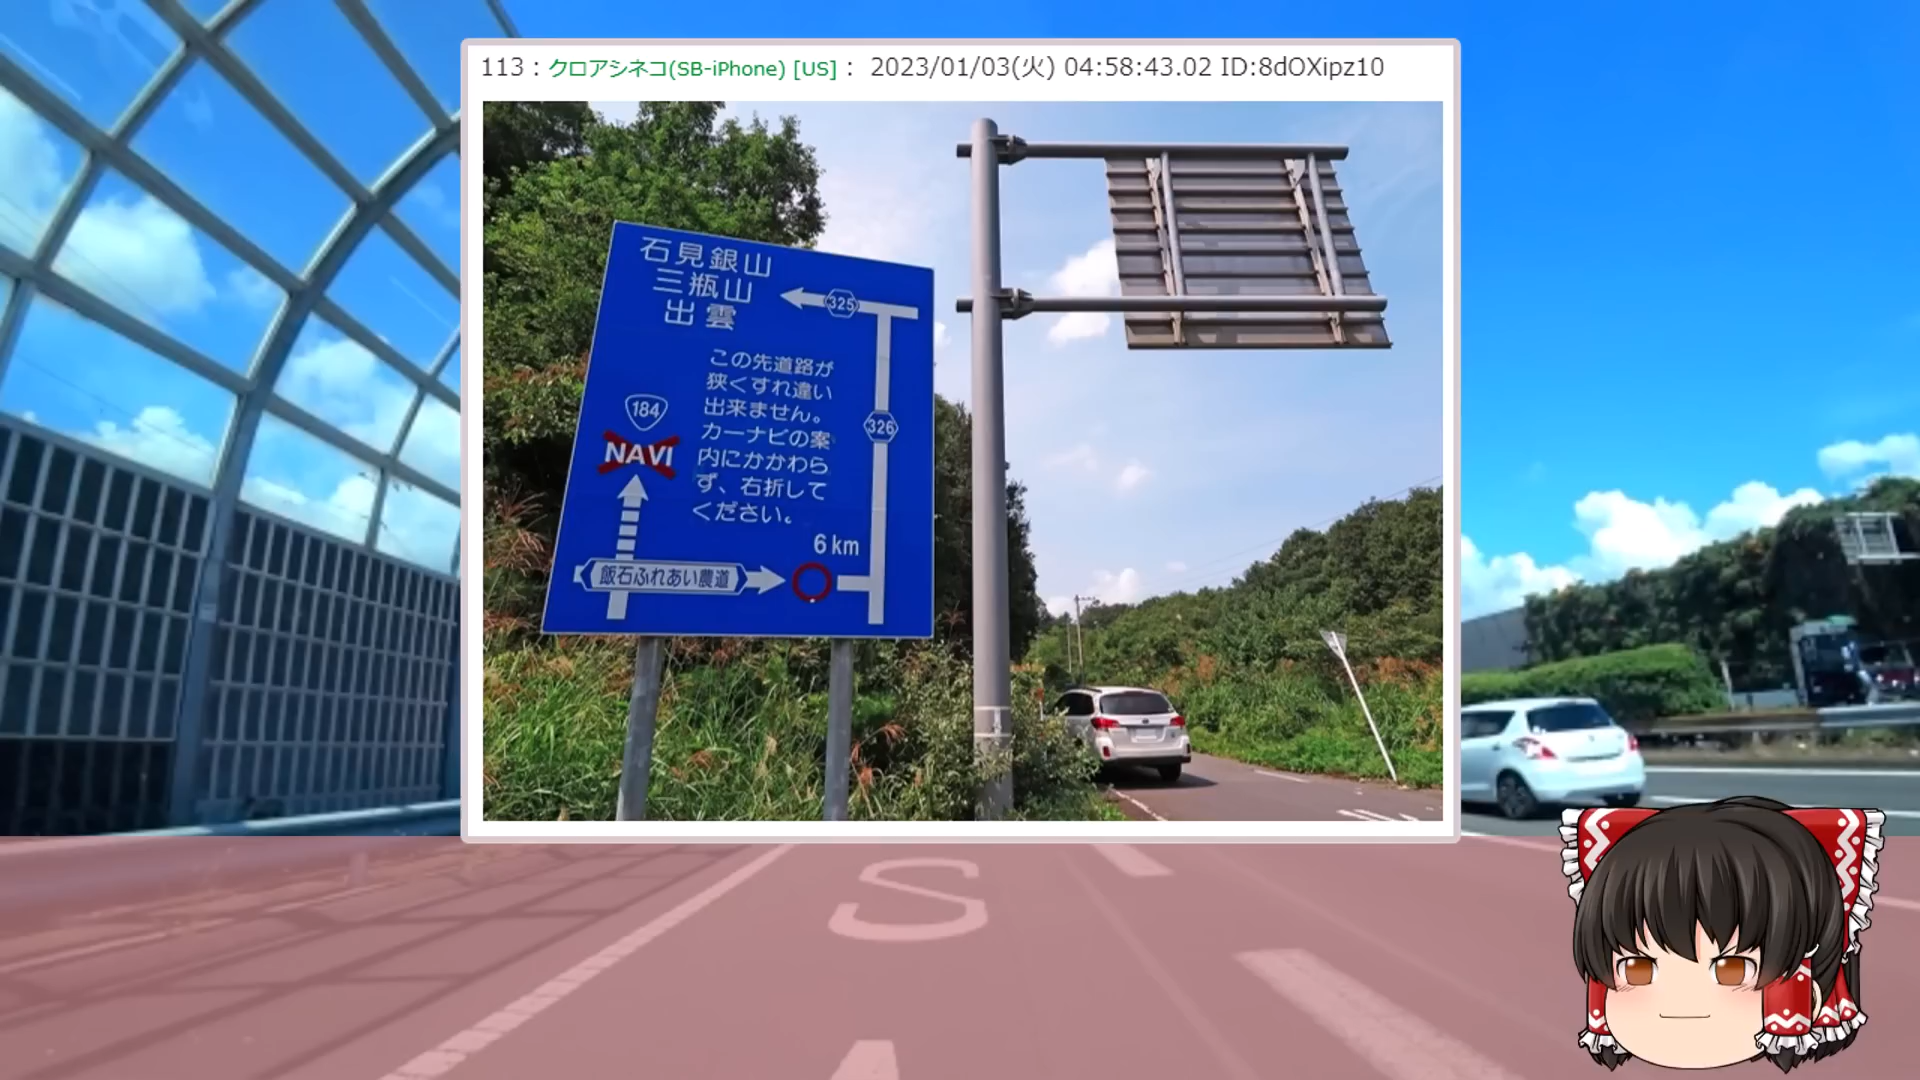 113：クロアシネコ(SB-iPhone) [US]： 2023/01/03(火) 04:58:43.02 ID:8dOXipz10
石見銀山
三瓶山
出雲
325
この先道路が
狭くすれ違い
出来ません。
カーナビの案
内にかかわら
ず、右折して
ください。
184
NAVI
326
6 km
飯石ふれあい農道
S